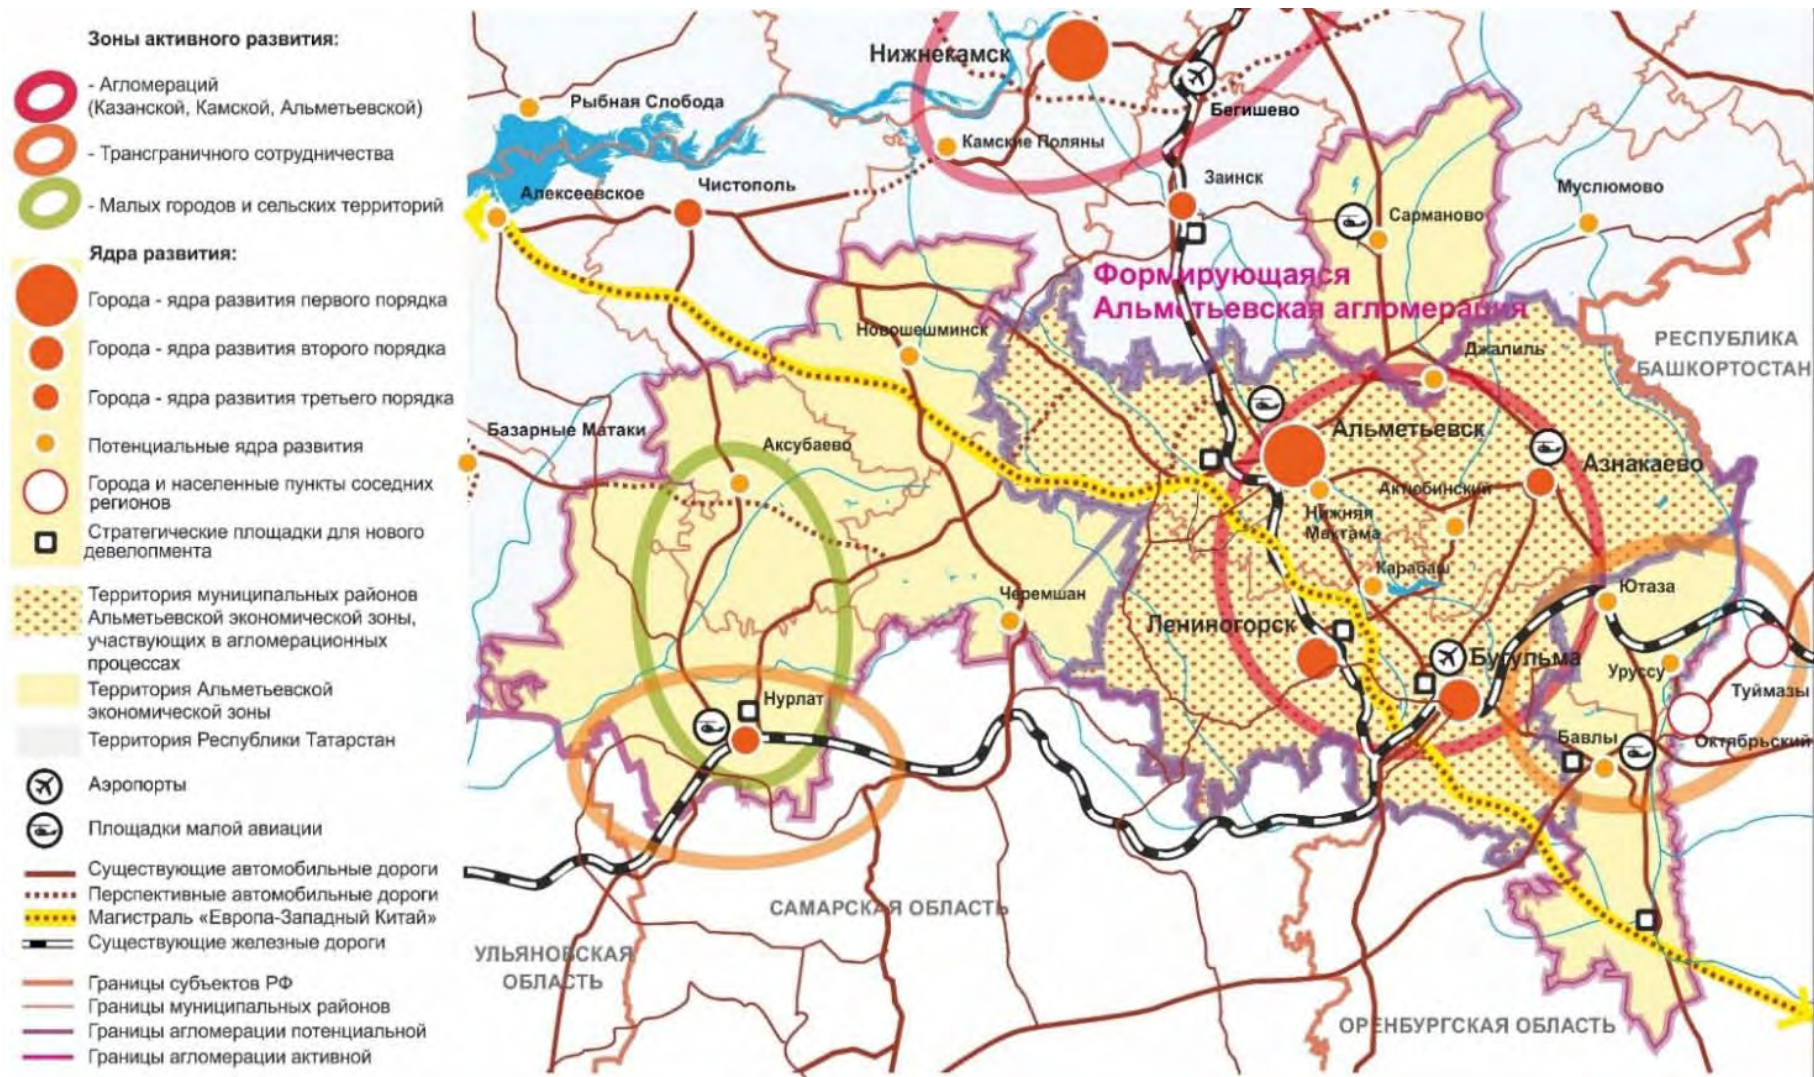 Зоны активного развития:
- Агломераций
(Казанской, Камской, Альметьевской)
- Трансграничного сотрудничества
- Малых городов и сельских территорий
Ядра развития:
Города - ядра развития первого порядка
Города - ядра развития второго порядка
Города - ядра развития третьего порядка
Потенциальные ядра развития
Города и населенные пункты соседних
регионов
Стратегические площадки для нового
девелопмента
Территория муниципальных районов
Альметьевской экономической зоны,
участвующих в агломерационных
процессах
Территория Альметьевской
экономической зоны
Территория Республики Татарстан
Аэропорты
Площадки малой авиации
Существующие автомобильные дороги
Перспективные автомобильные дороги
Магистраль «Европа-Западный Китай»
Существующие железные дороги
Границы субъектов РФ
Границы муниципальных районов
Границы агломерации потенциальной
Границы агломерации активной
Нижнекамск
Рыбная Слобода
Бегишево
Камские Поляны
Заинск
Алексеевское
Чистополь
Муслюмово
Сарманово
Формирующаяся
Альметьевская агломерация
Новошешминск
Джалиль
РЕСПУБЛИКА
БАШКОРТОСТАН
Базарные Матаки
Аксубаево
Альметьевск
Азнакаево
Актюбинский
Нижняя
Мактама
Карабаш
Ютаза
Черемшан
Лениногорск
Бугульма
Уруссу
Туймазы
Нурлат
Бавлы
Октябрьский
САМАРСКАЯ ОБЛАСТЬ
УЛЬЯНОВСКАЯ
ОБЛАСТЬ
ОРЕНБУРГСКАЯ ОБЛАСТЬ